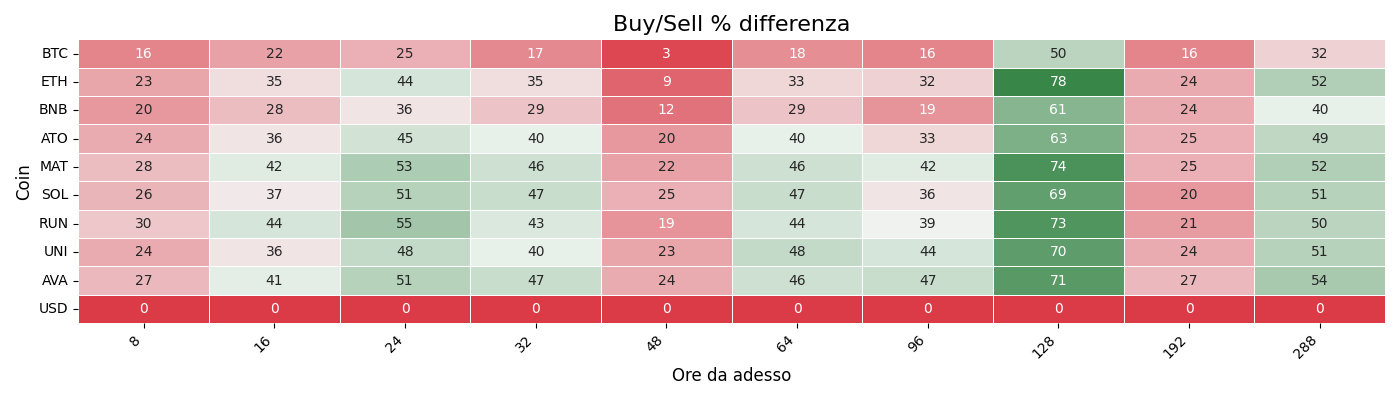 Buy/Sell % differenza
Coin
BTC 16 22 25 17 3 18 16 50 16 32
ETH 23 35 44 35 9 33 32 78 24 52
BNB 20 28 36 29 12 29 19 61 24 40
ATO 24 36 45 40 20 40 33 63 25 49
MAT 28 42 53 46 22 46 42 74 25 52
SOL 26 37 51 47 25 47 36 69 20 51
RUN 30 44 55 43 19 44 39 73 21 50
UNI 24 36 48 40 23 48 44 70 24 51
AVA 27 41 51 47 24 46 47 71 27 54
USD 0 0 0 0 0 0 0 0 0 0
8 16 24 32 48 64 96 128 192 288
Ore da adesso